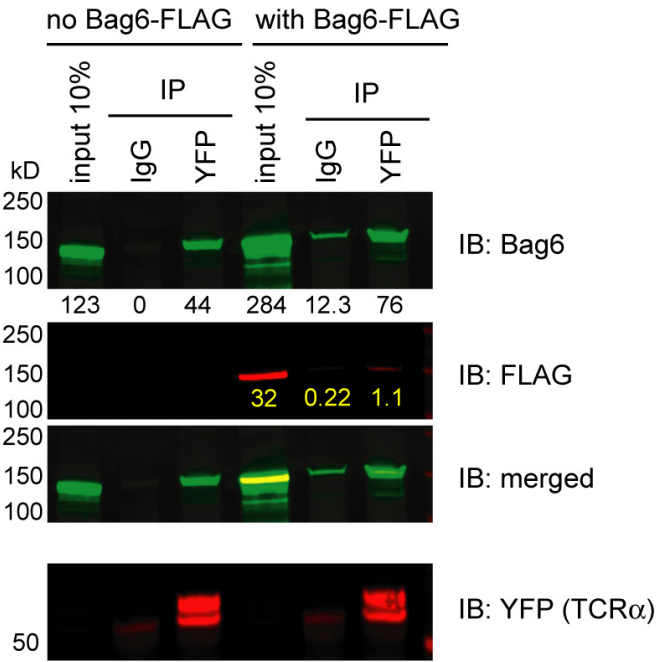 no Bag6-FLAG with Bag6-FLAG
input 10% IP input 10% IP
IgG YFP IgG YFP
kD
250
150 IB: Bag6
100
123 0 44 284 12.3 76
250
150 IB: FLAG
100 32 0.22 1.1
250
150 IB: merged
100
IB: YFP (TCRα)
50